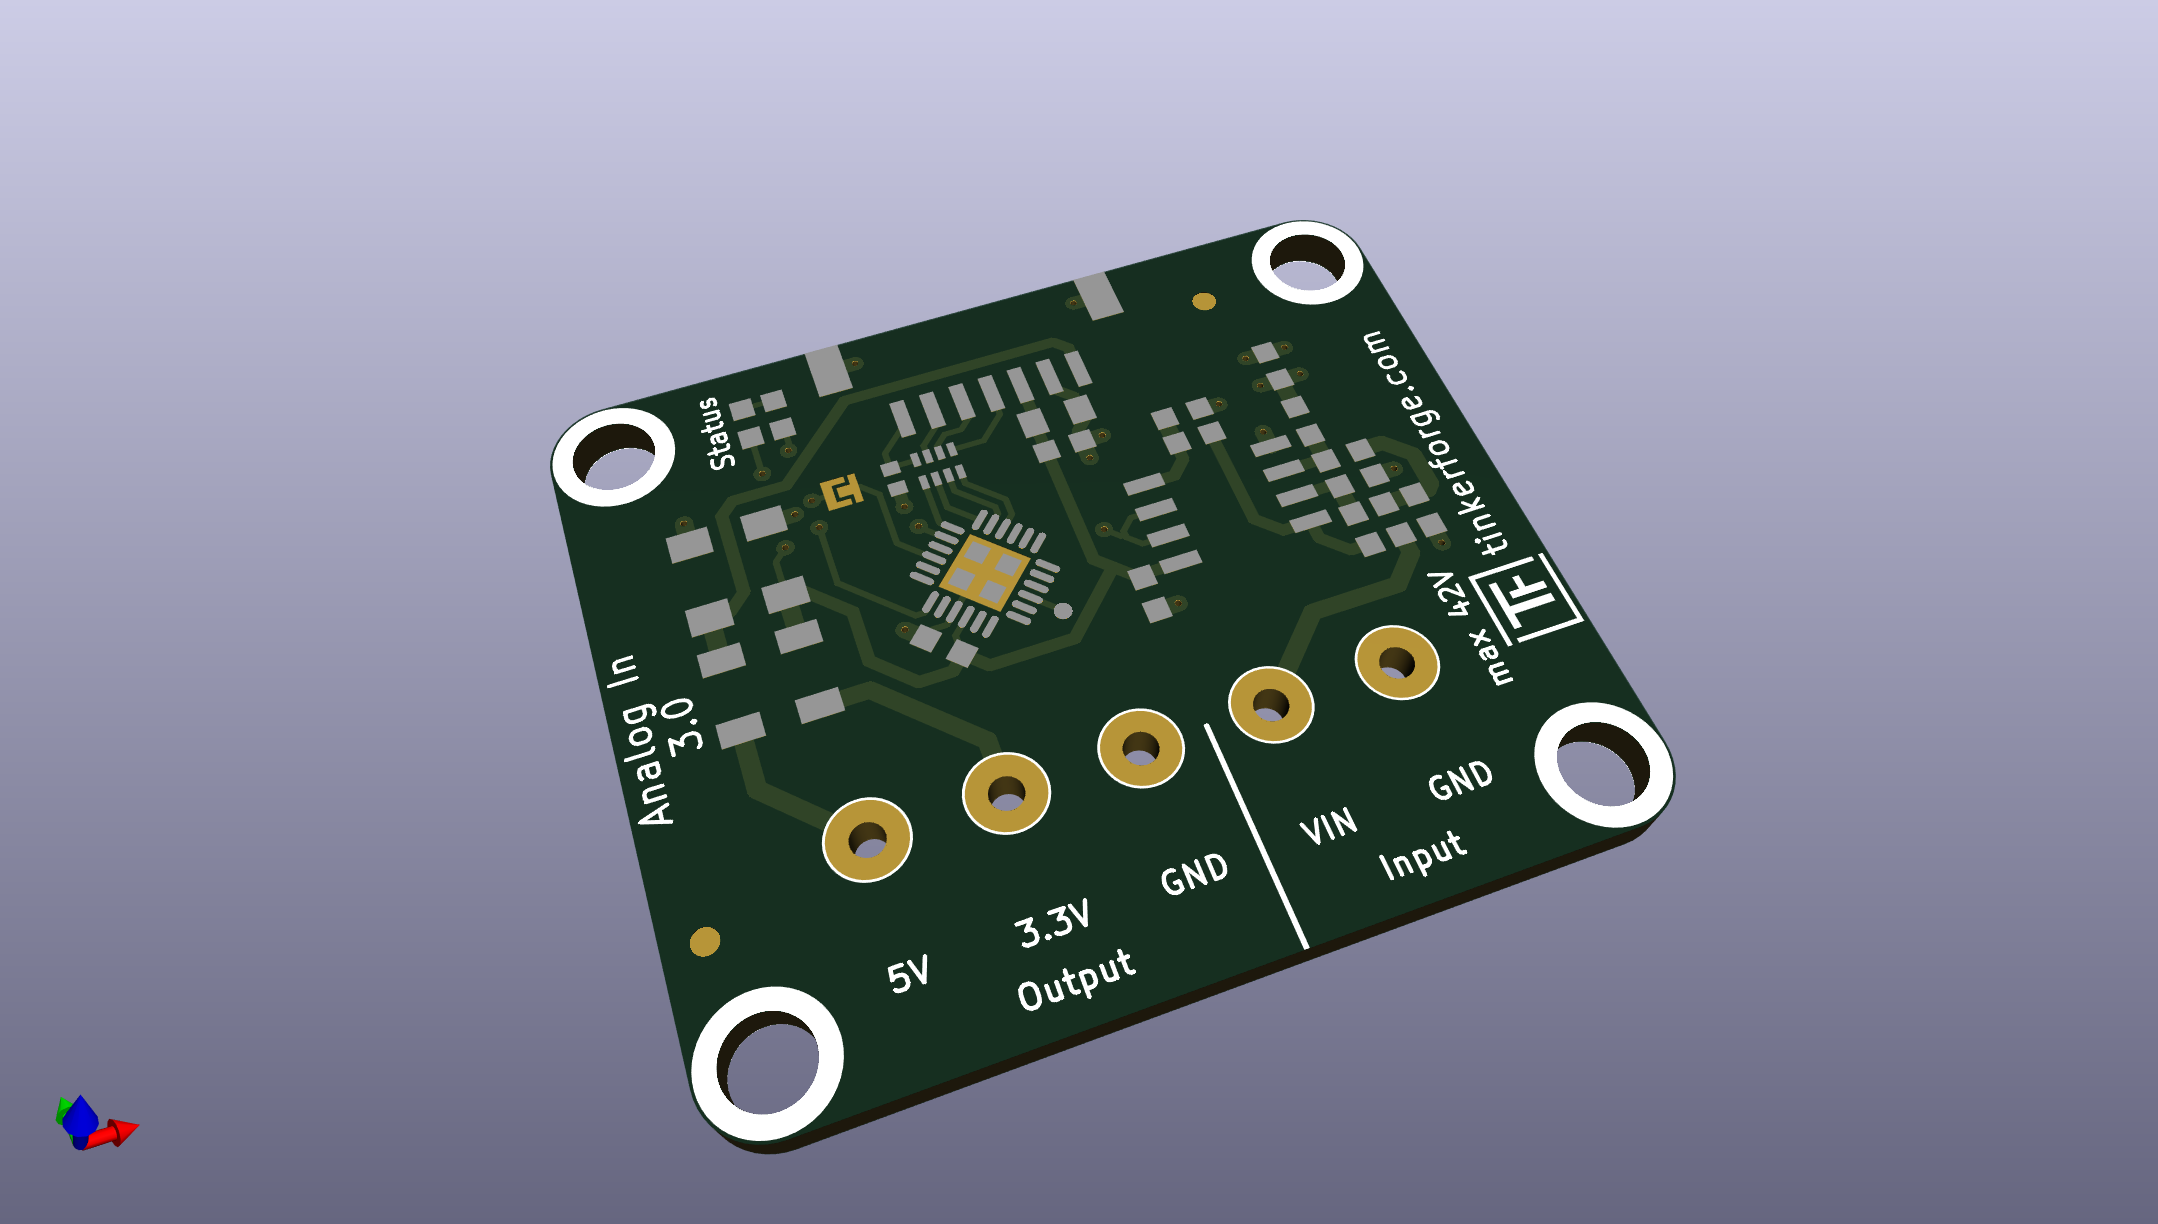 Status
tinkerforge.com
max 42V
TF
Analog In
3.0
5V
3.3V
GND
Output
VIN
GND
Input